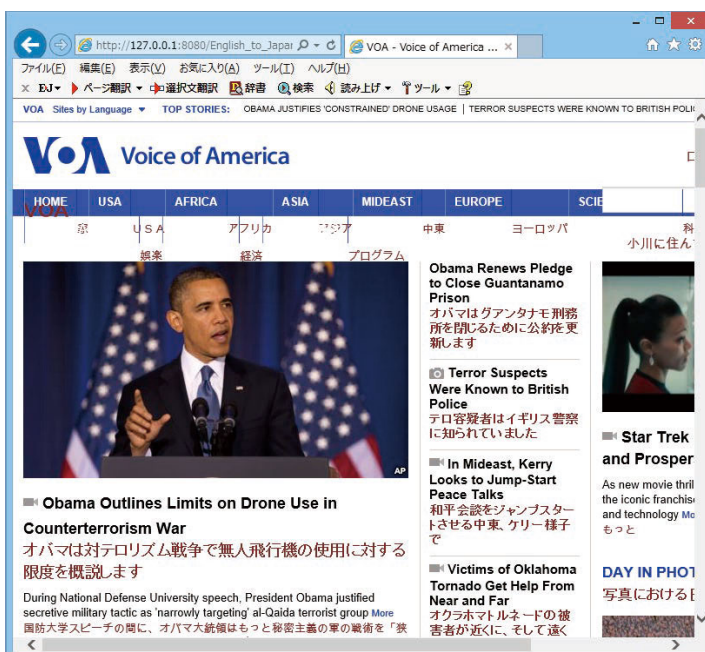 http://127.0.0.1:8080/English_to_Japar
VOA - Voice of America ...
ファイル(F) 編集(E) 表示(V) お気に入り(A) ツール(T) ヘルプ(H)
× EJ ページ翻訳 選択文翻訳 辞書 検索 読み上げ ツール
VOA Sites by Language TOP STORIES: OBAMA JUSTIFIES 'CONSTRAINED' DRONE USAGE | TERROR SUSPECTS WERE KNOWN TO BRITISH POLI
VOA Voice of America
HOME USA AFRICA ASIA MIDEAST EUROPE SCIE
VOA
家 USA アフリカ アジア 中東 ヨーロッパ 科
小川に住ん
娯楽 経済 プログラム
AP
Obama Outlines Limits on Drone Use in
Counterterrorism War
オバマは対テロリズム戦争で無人飛行機の使用に対する
限度を概説します
During National Defense University speech, President Obama justified
secretive military tactic as 'narrowly targeting' al-Qaida terrorist group More
国防大学スピーチの間に、オバマ大統領はもっと秘密主義の軍の戦術を「狭
Obama Renews Pledge
to Close Guantanamo
Prison
オバマはグアンタナモ刑務
所を閉じるために公約を更
新します
Terror Suspects
Were Known to British
Police
テロ容疑者はイギリス警察
に知られていました
In Mideast, Kerry
Looks to Jump-Start
Peace Talks
和平会談をジャンプスター
トさせる中東、ケリー様子
で
Victims of Oklahoma
Tornado Get Help From
Near and Far
オクラホマトルネードの被
害者が近くに、そして遠く
Star Trek
and Prosper
As new movie thril
the iconic franchis
and technology Mo
もっと
DAY IN PHOT
写真における日